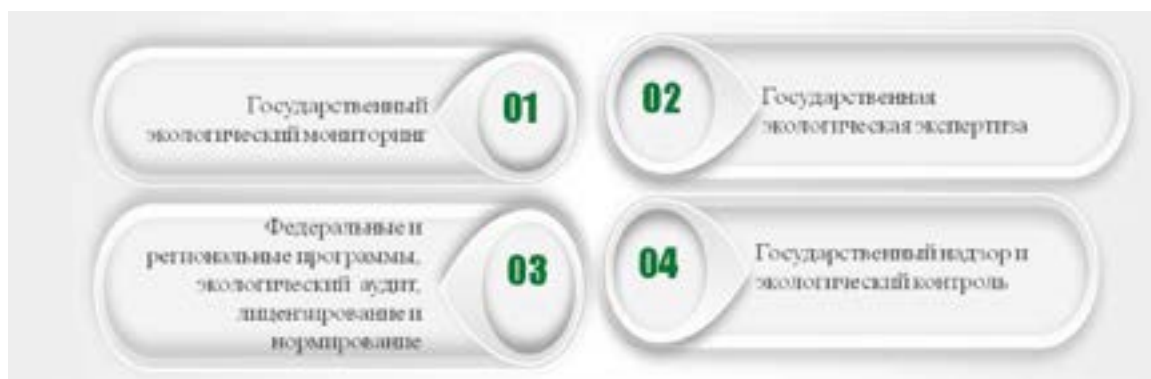 01
Государственный
экологический мониторинг
02
Государственная
экологическая экспертиза
03
Федеральные и
региональные программы,
экологический аудит,
лицензирование и
нормирование
04
Государственный надзор и
экологический контроль